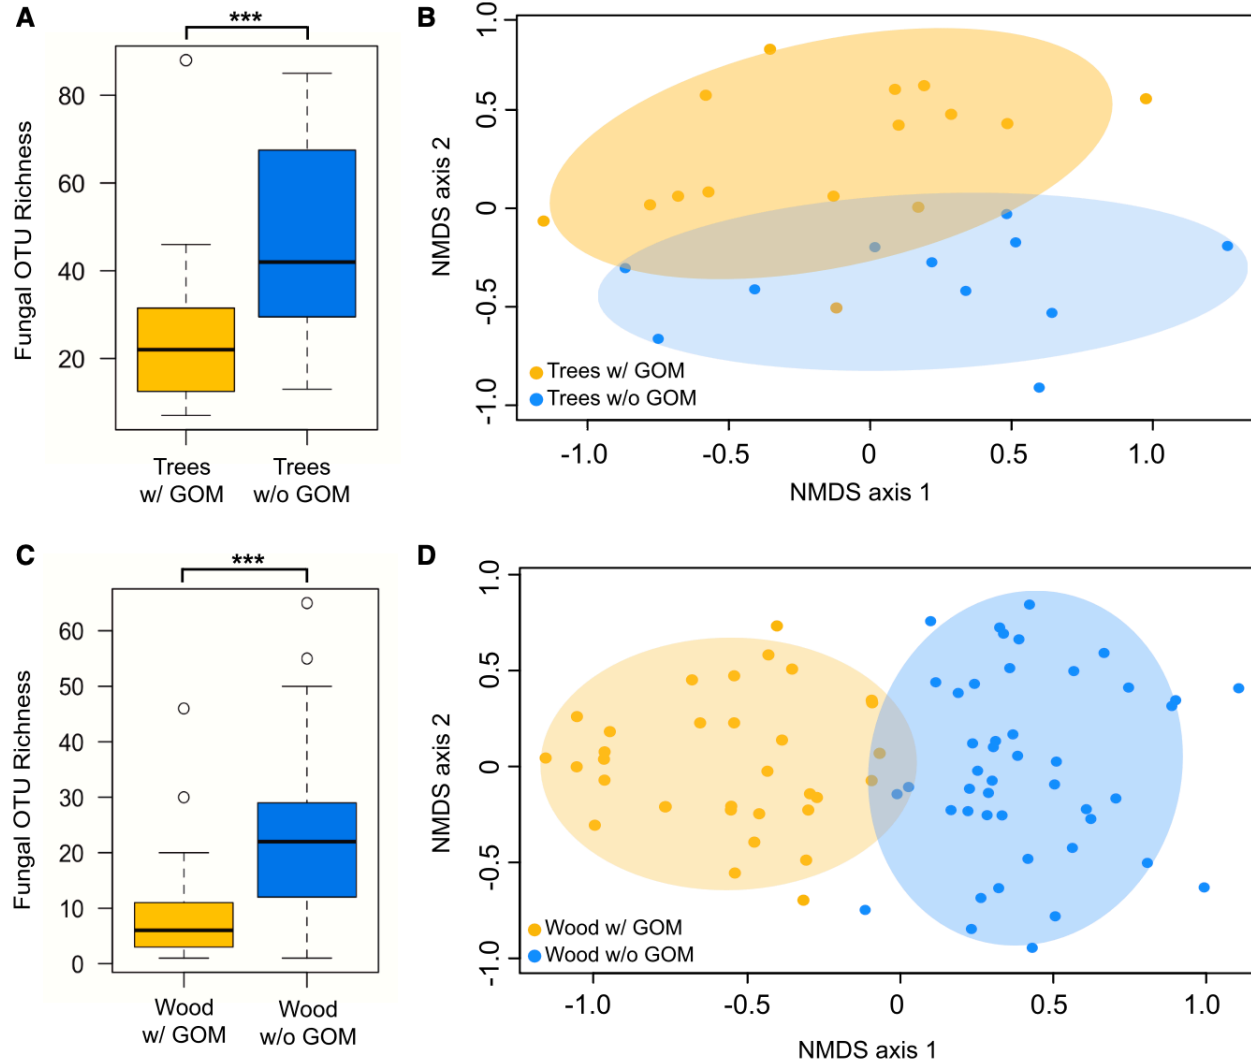 A
***
Fungal OTU Richness
80
60
40
20
Trees
w/ GOM
Trees
w/o GOM
B
NMDS axis 2
1.0
0.5
0
-0.5
-1.0
Trees w/ GOM
Trees w/o GOM
-1.0
-0.5
0
0.5
1.0
NMDS axis 1
C
***
Fungal OTU Richness
60
50
40
30
20
10
0
Wood
w/ GOM
Wood
w/o GOM
D
NMDS axis 2
1.0
0.5
0
-0.5
-1.0
Wood w/ GOM
Wood w/o GOM
-1.0
-0.5
0
0.5
1.0
NMDS axis 1